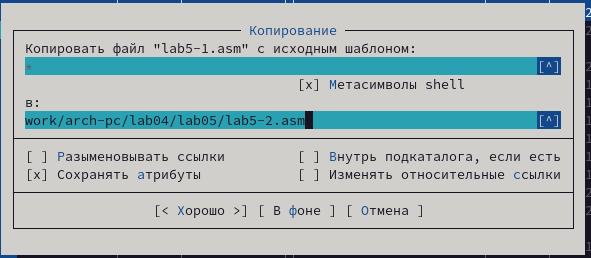 Копирование
Копировать файл "lab5-1.asm" с исходным шаблоном:
*
[^]
[x] Метасимволы shell
в:
work/arch-pc/lab04/lab05/lab5-2.asm
[^]
[ ] Разыменовывать ссылки [ ] Внутрь подкаталога, если есть
[x] Сохранять атрибуты [ ] Изменять относительные ссылки
[< Хорошо >] [ В фоне ] [ Отмена ]